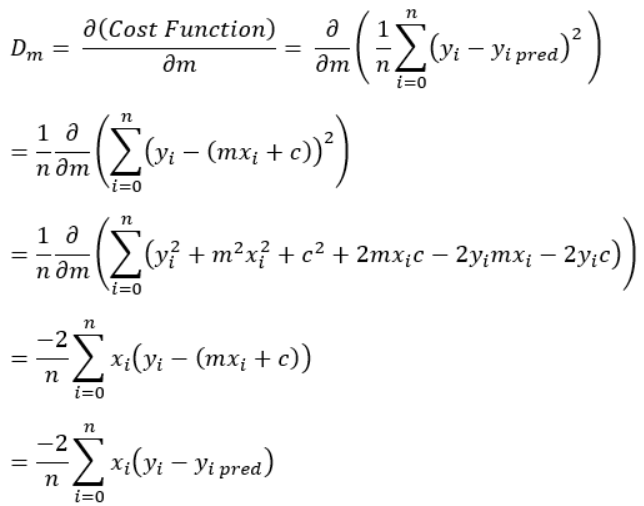 D_m = ∂(Cost Function)/∂m = ∂/∂m (1/n ∑_{i=0}^{n} (y_i − y_{i pred})^2)
= 1/n ∂/∂m (∑_{i=0}^{n} (y_i − (mx_i + c))^2)
= 1/n ∂/∂m (∑_{i=0}^{n} (y_i^2 + m^2x_i^2 + c^2 + 2mx_ic − 2y_imx_i − 2y_ic))
= −2/n ∑_{i=0}^{n} x_i(y_i − (mx_i + c))
= −2/n ∑_{i=0}^{n} x_i(y_i − y_{i pred})